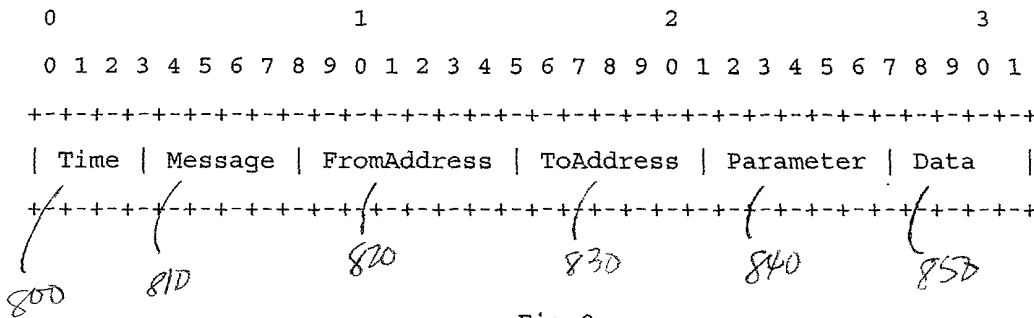 0 1 2 3
0 1 2 3 4 5 6 7 8 9 0 1 2 3 4 5 6 7 8 9 0 1 2 3 4 5 6 7 8 9 0 1
+-+-+-+-+-+-+-+-+-+-+-+-+-+-+-+-+-+-+-+-+-+-+-+-+-+-+-+-+-+-+-+-+
| Time | Message | FromAddress | ToAddress | Parameter | Data |
+-+-+-+-+-+-+-+-+-+-+-+-+-+-+-+-+-+-+-+-+-+-+-+-+-+-+-+-+-+-+-+-+
800 810 820 830 840 850